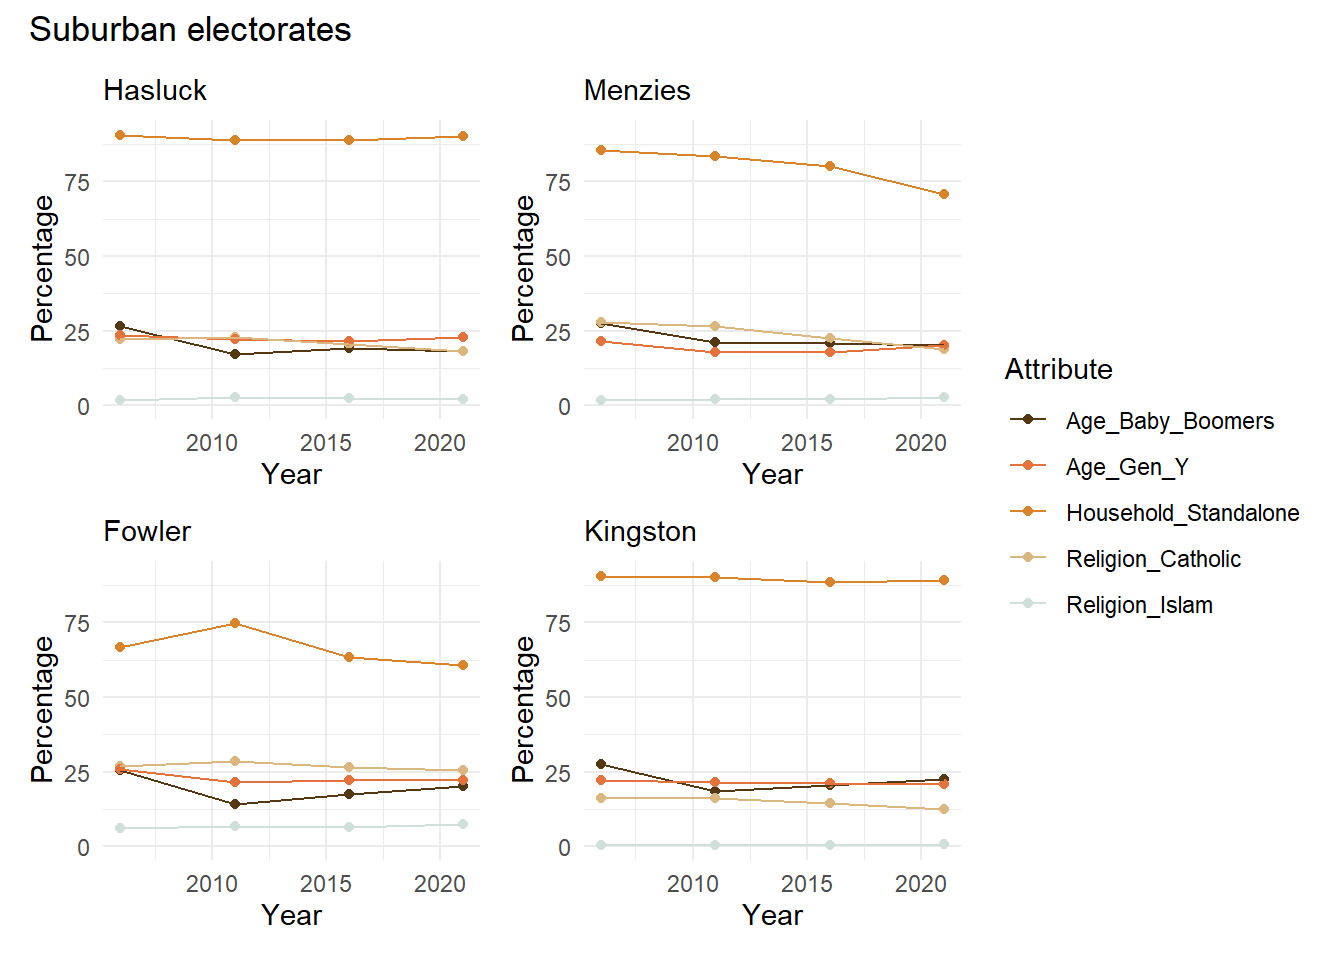 Suburban electorates
Hasluck
Percentage
75
50
25
0
2010 2015 2020
Year
Menzies
Percentage
75
50
25
0
2010 2015 2020
Year
Fowler
Percentage
75
50
25
0
2010 2015 2020
Year
Kingston
Percentage
75
50
25
0
2010 2015 2020
Year
Attribute
Age_Baby_Boomers
Age_Gen_Y
Household_Standalone
Religion_Catholic
Religion_Islam